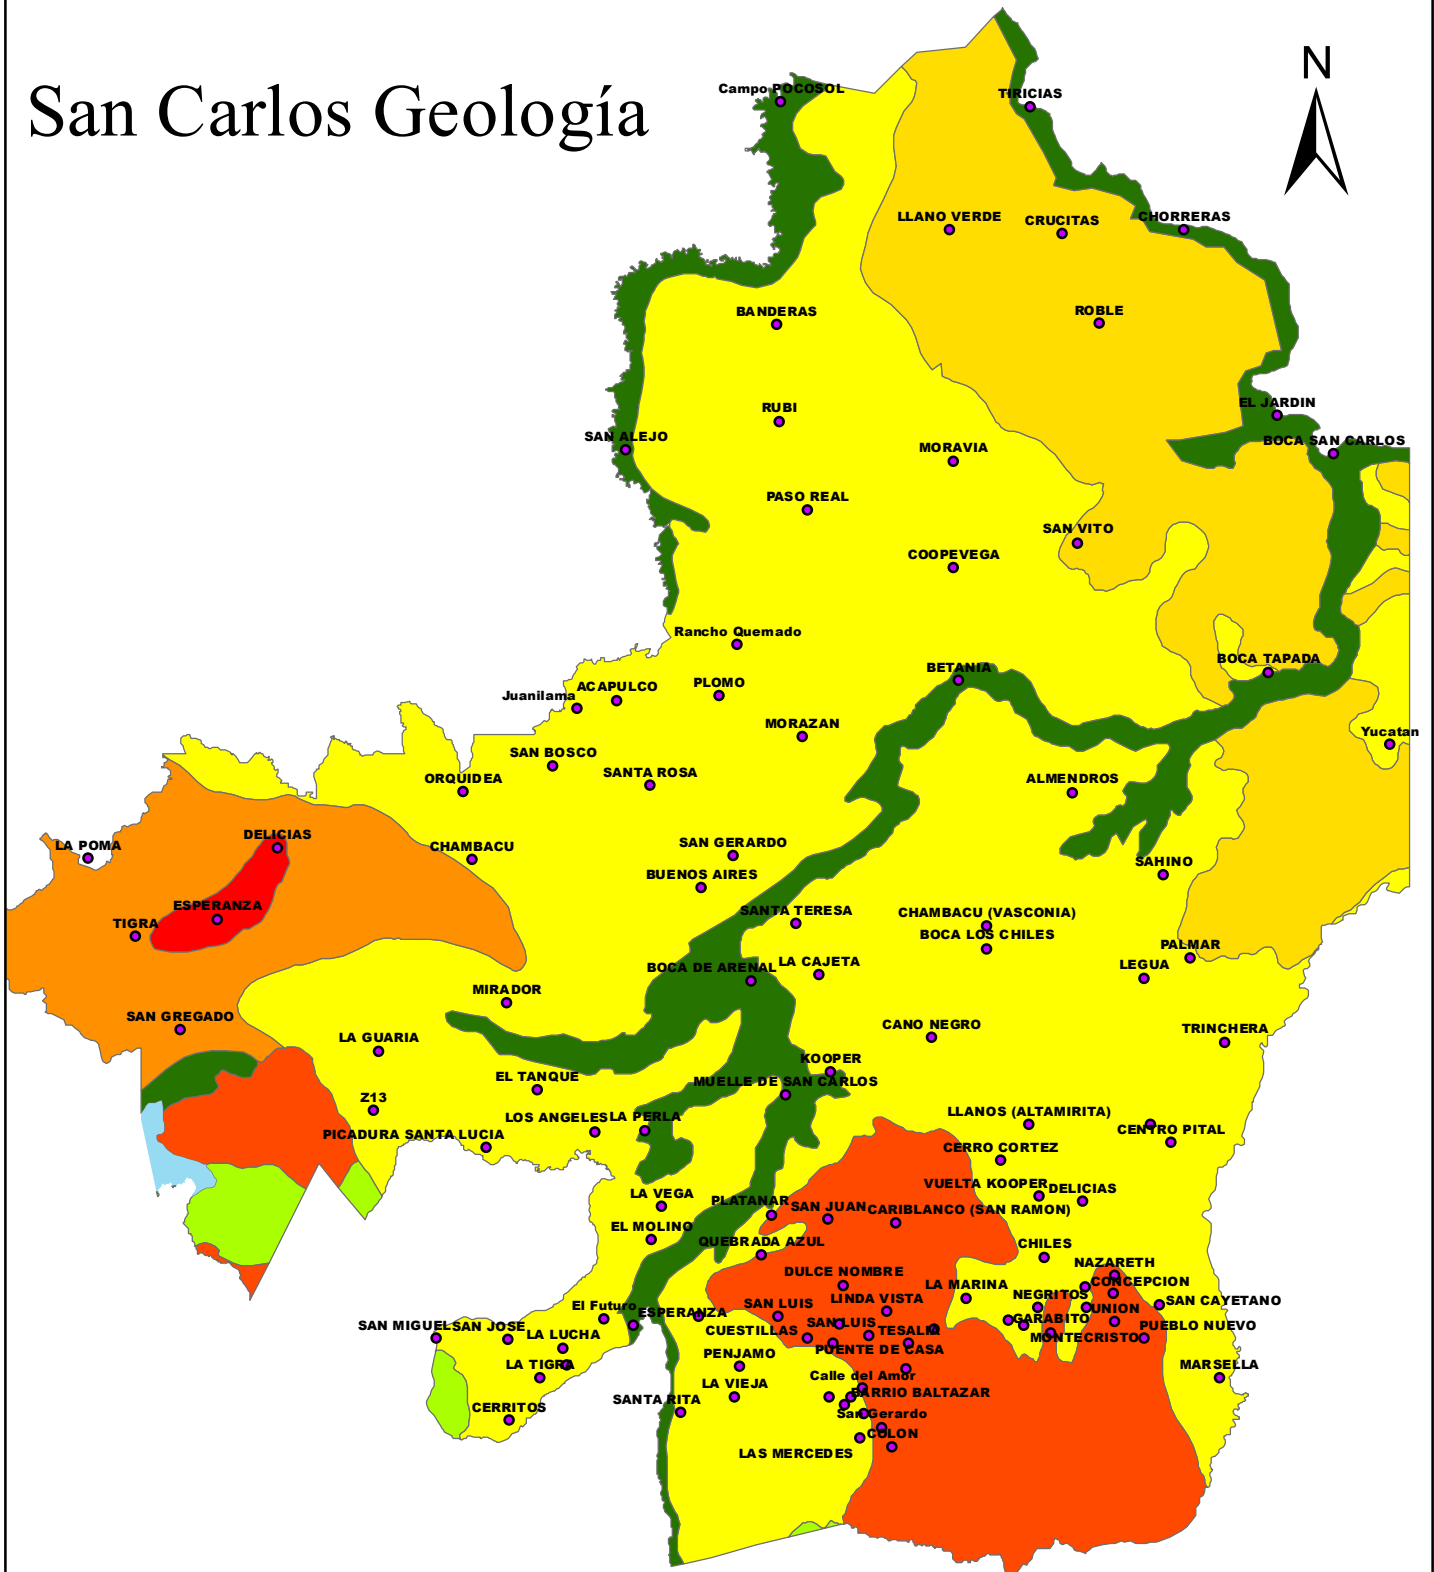 N
San Carlos Geología
Campo POCOSOL
TIRICIAS
LLANO VERDE
CRUCITAS
CHORRERAS
BANDERAS
ROBLE
RUBI
EL JARDIN
SAN ALEJO
BOCA SAN CARLOS
MORAVIA
PASO REAL
SAN VITO
COOPEVEGA
Rancho Quemado
BETANIA
BOCA TAPADA
Juanilama
ACAPULCO
PLOMO
MORAZAN
Yucatan
SAN BOSCO
ORQUIDEA
SANTA ROSA
ALMENDROS
DELICIAS
LA POMA
CHAMBACU
SAN GERARDO
SAHINO
BUENOS AIRES
ESPERANZA
SANTA TERESA
CHAMBACU (VASCONIA)
TIGRA
BOCA LOS CHILES
PALMAR
BOCA DE ARENAL
LA CAJETA
LEGUA
MIRADOR
SAN GREGADO
CANO NEGRO
TRINCHERA
LA GUARIA
KOOPER
EL TANQUE
MUELLE DE SAN CARLOS
Z13
LOS ANGELES
LA PERLA
LLANOS (ALTAMIRITA)
PICADURA SANTA LUCIA
CENTRO PITAL
CERRO CORTEZ
VUELTA KOOPER
DELICIAS
LA VEGA
PLATANAR
SAN JUAN
CARIBLANCO (SAN RAMON)
EL MOLINO
QUEBRADA AZUL
CHILES
NAZARETH
DULCE NOMBRE
LA MARINA
CONCEPCION
NEGRITOS
LINDA VISTA
SAN CAYETANO
El Futuro
ESPERANZA
SAN LUIS
UNION
GARABITO
SAN MIGUEL
SAN JOSE
LA LUCHA
CUESTILLAS
SAN LUIS
TESALIA
MONTECRISTO
PUEBLO NUEVO
PUENTE DE CASA
PENJAMO
LA TIGRA
MARSELLA
Calle del Amor
LA VIEJA
BARRIO BALTAZAR
SANTA RITA
CERRITOS
San Gerardo
COLON
LAS MERCEDES